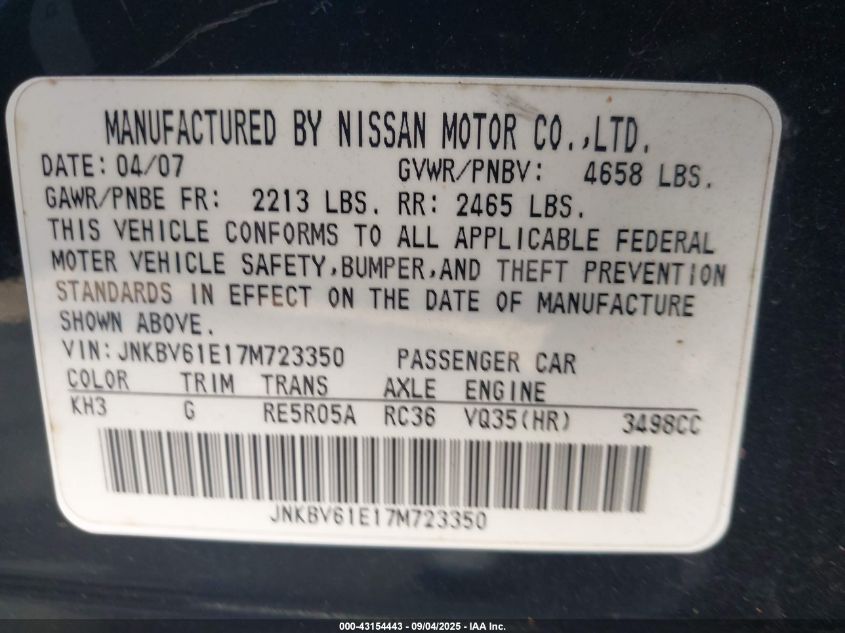 MANUFACTURED BY NISSAN MOTOR CO.,LTD.
DATE: 04/07 GVWR/PNBV: 4658 LBS.
GAWR/PNBE FR: 2213 LBS. RR: 2465 LBS.
THIS VEHICLE CONFORMS TO ALL APPLICABLE FEDERAL
MOTER VEHICLE SAFETY,BUMPER,AND THEFT PREVENTION
STANDARDS IN EFFECT ON THE DATE OF MANUFACTURE
SHOWN ABOVE.
VIN: JNKBV61E17M723350 PASSENGER CAR
COLOR TRIM TRANS AXLE ENGINE
KH3 G RE5R05A RC36 VQ35(HR) 3498CC
JNKBV61E17M723350
000-43154443 - 09/04/2025 - IAA Inc.